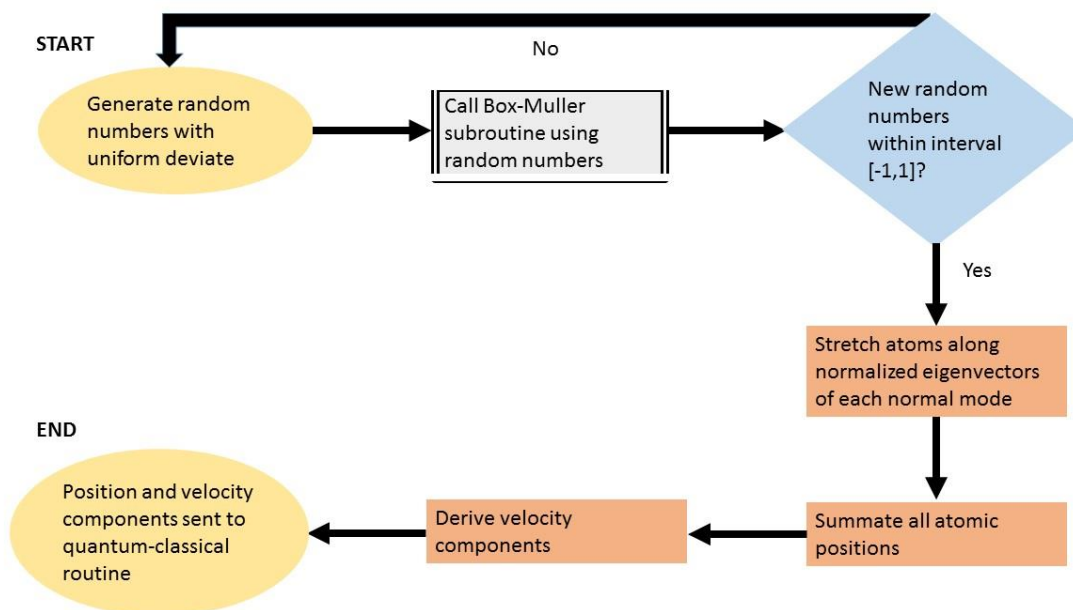 START
No
Generate random
numbers with
uniform deviate
Call Box-Muller
subroutine using
random numbers
New random
numbers
within interval
[-1,1]?
Yes
Stretch atoms along
normalized eigenvectors
of each normal mode
Summate all atomic
positions
Derive velocity
components
END
Position and velocity
components sent to
quantum-classical
routine